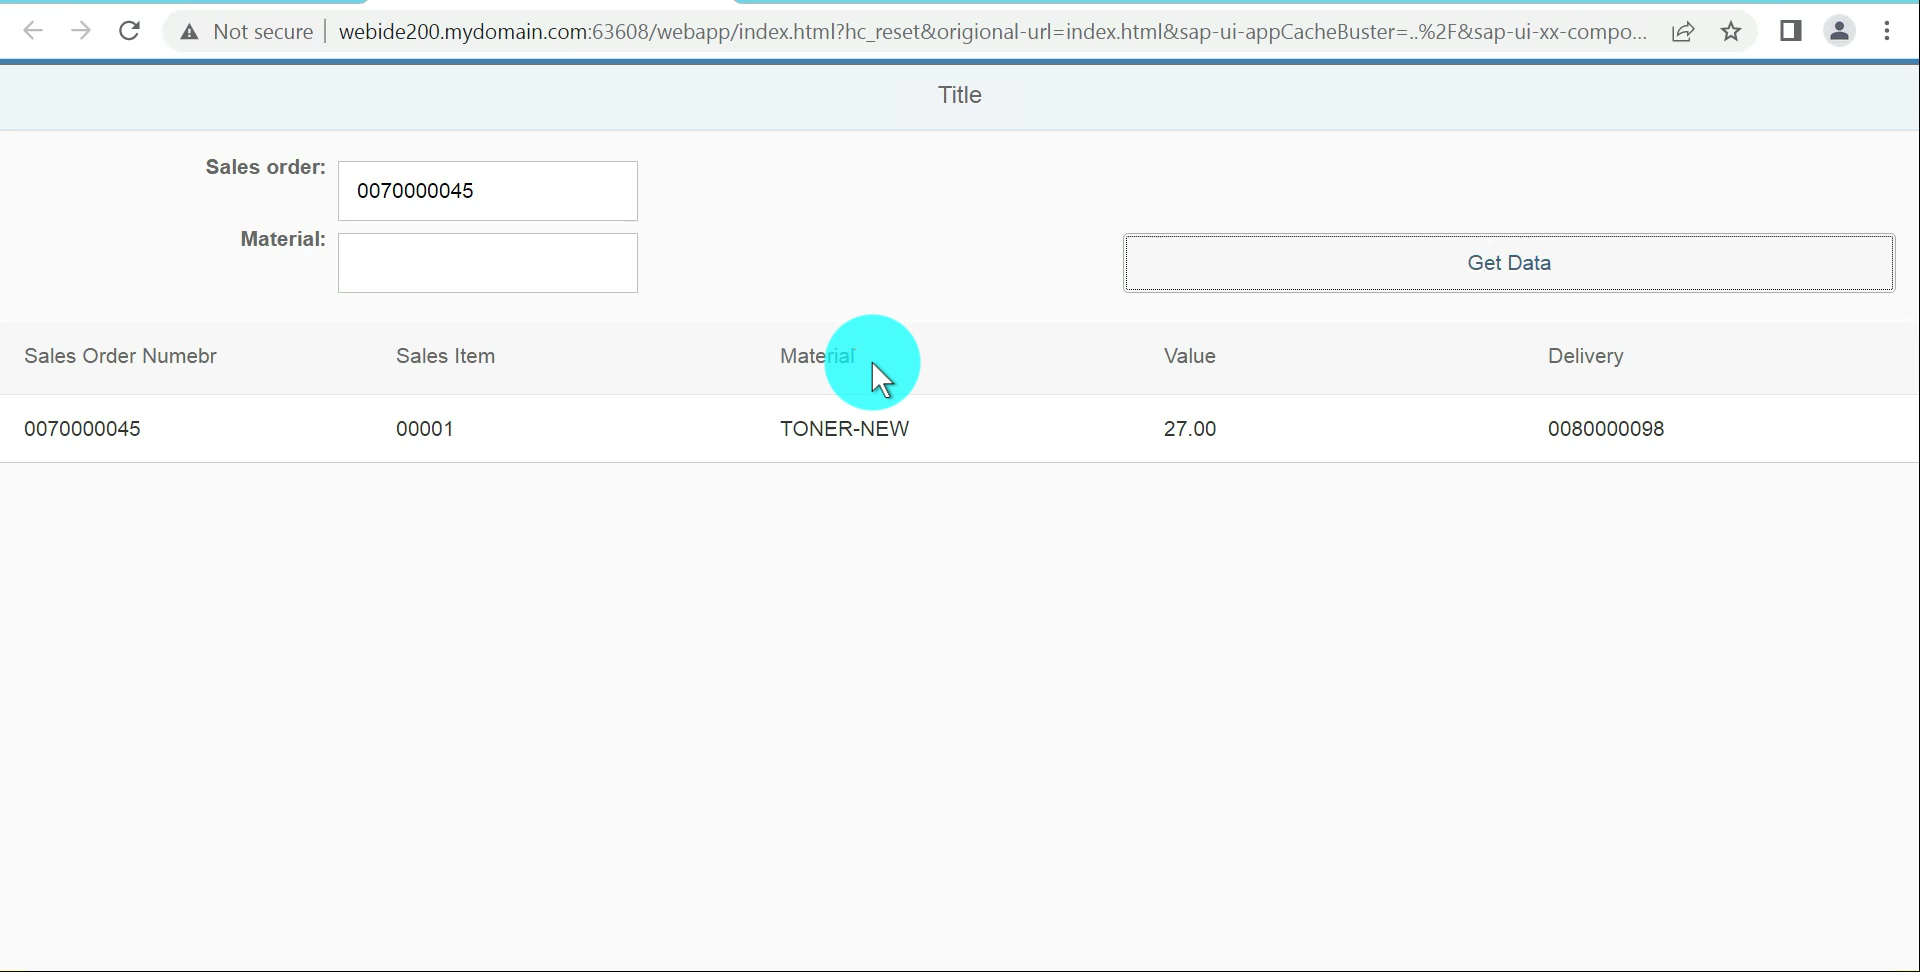 Not secure | webide200.mydomain.com:63608/webapp/index.html?hc_reset&origional-url=index.html&sap-ui-appCacheBuster=..%2F&sap-ui-xx-compo...
Title
Sales order: 0070000045
Material:
Get Data
Sales Order Numebr Sales Item Material Value Delivery
0070000045 00001 TONER-NEW 27.00 0080000098